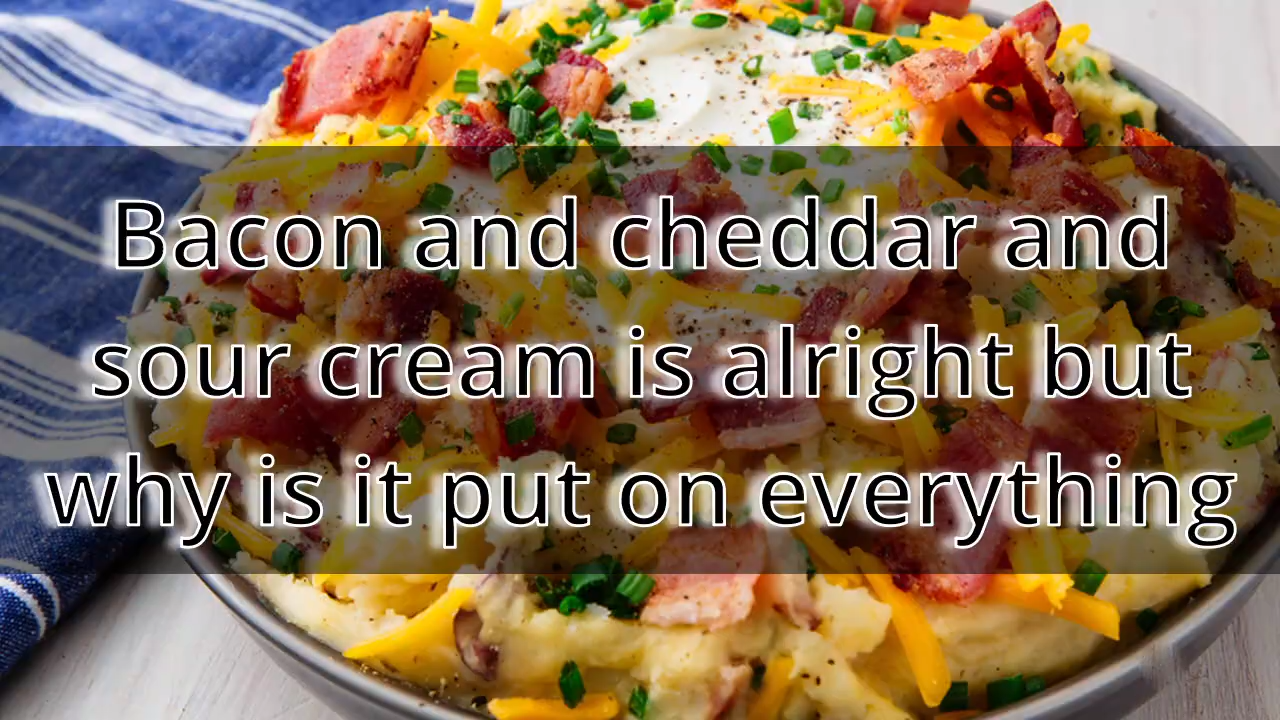 Bacon and cheddar and
sour cream is alright but
why is it put on everything